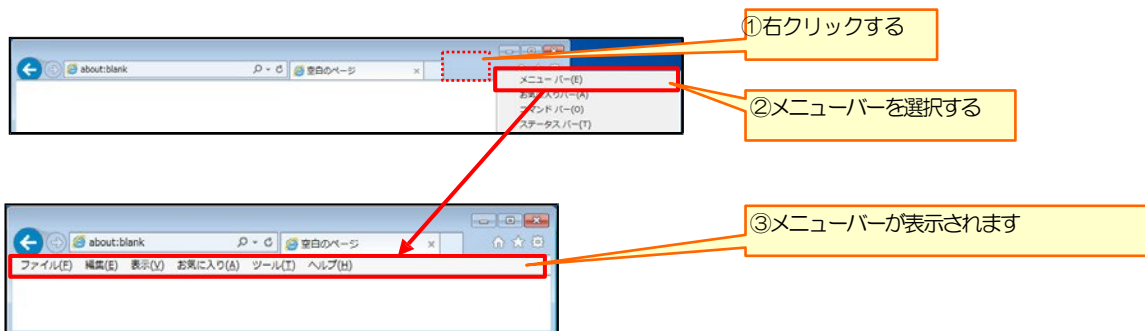 ①右クリックする
about:blank
空白のページ
メニュー バー(E)
お気に入りバー(A)
コマンド バー(O)
ステータス バー(T)
②メニューバーを選択する
③メニューバーが表示されます
about:blank
空白のページ
ファイル(F) 編集(E) 表示(V) お気に入り(A) ツール(T) ヘルプ(H)